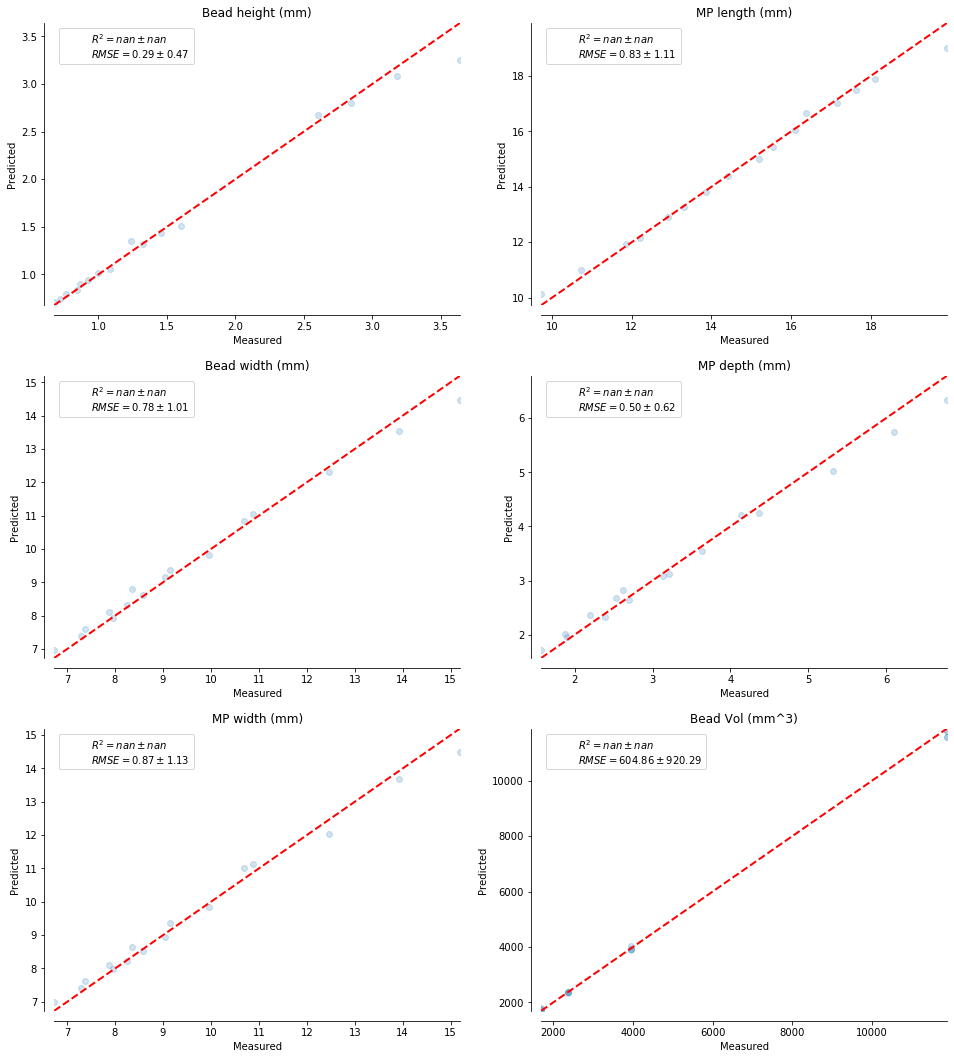 Bead height (mm)
R² = nan ± nan
RMSE = 0.29 ± 0.47
3.5
3.0
2.5
2.0
1.5
1.0
Predicted
1.0 1.5 2.0 2.5 3.0 3.5
Measured
MP length (mm)
R² = nan ± nan
RMSE = 0.83 ± 1.11
18
16
14
12
10
Predicted
10 12 14 16 18
Measured
Bead width (mm)
R² = nan ± nan
RMSE = 0.78 ± 1.01
15
14
13
12
11
10
9
8
7
Predicted
7 8 9 10 11 12 13 14 15
Measured
MP depth (mm)
R² = nan ± nan
RMSE = 0.50 ± 0.62
6
5
4
3
2
Predicted
2 3 4 5 6
Measured
MP width (mm)
R² = nan ± nan
RMSE = 0.87 ± 1.13
15
14
13
12
11
10
9
8
7
Predicted
7 8 9 10 11 12 13 14 15
Measured
Bead Vol (mm^3)
R² = nan ± nan
RMSE = 604.86 ± 920.29
10000
8000
6000
4000
2000
Predicted
2000 4000 6000 8000 10000
Measured